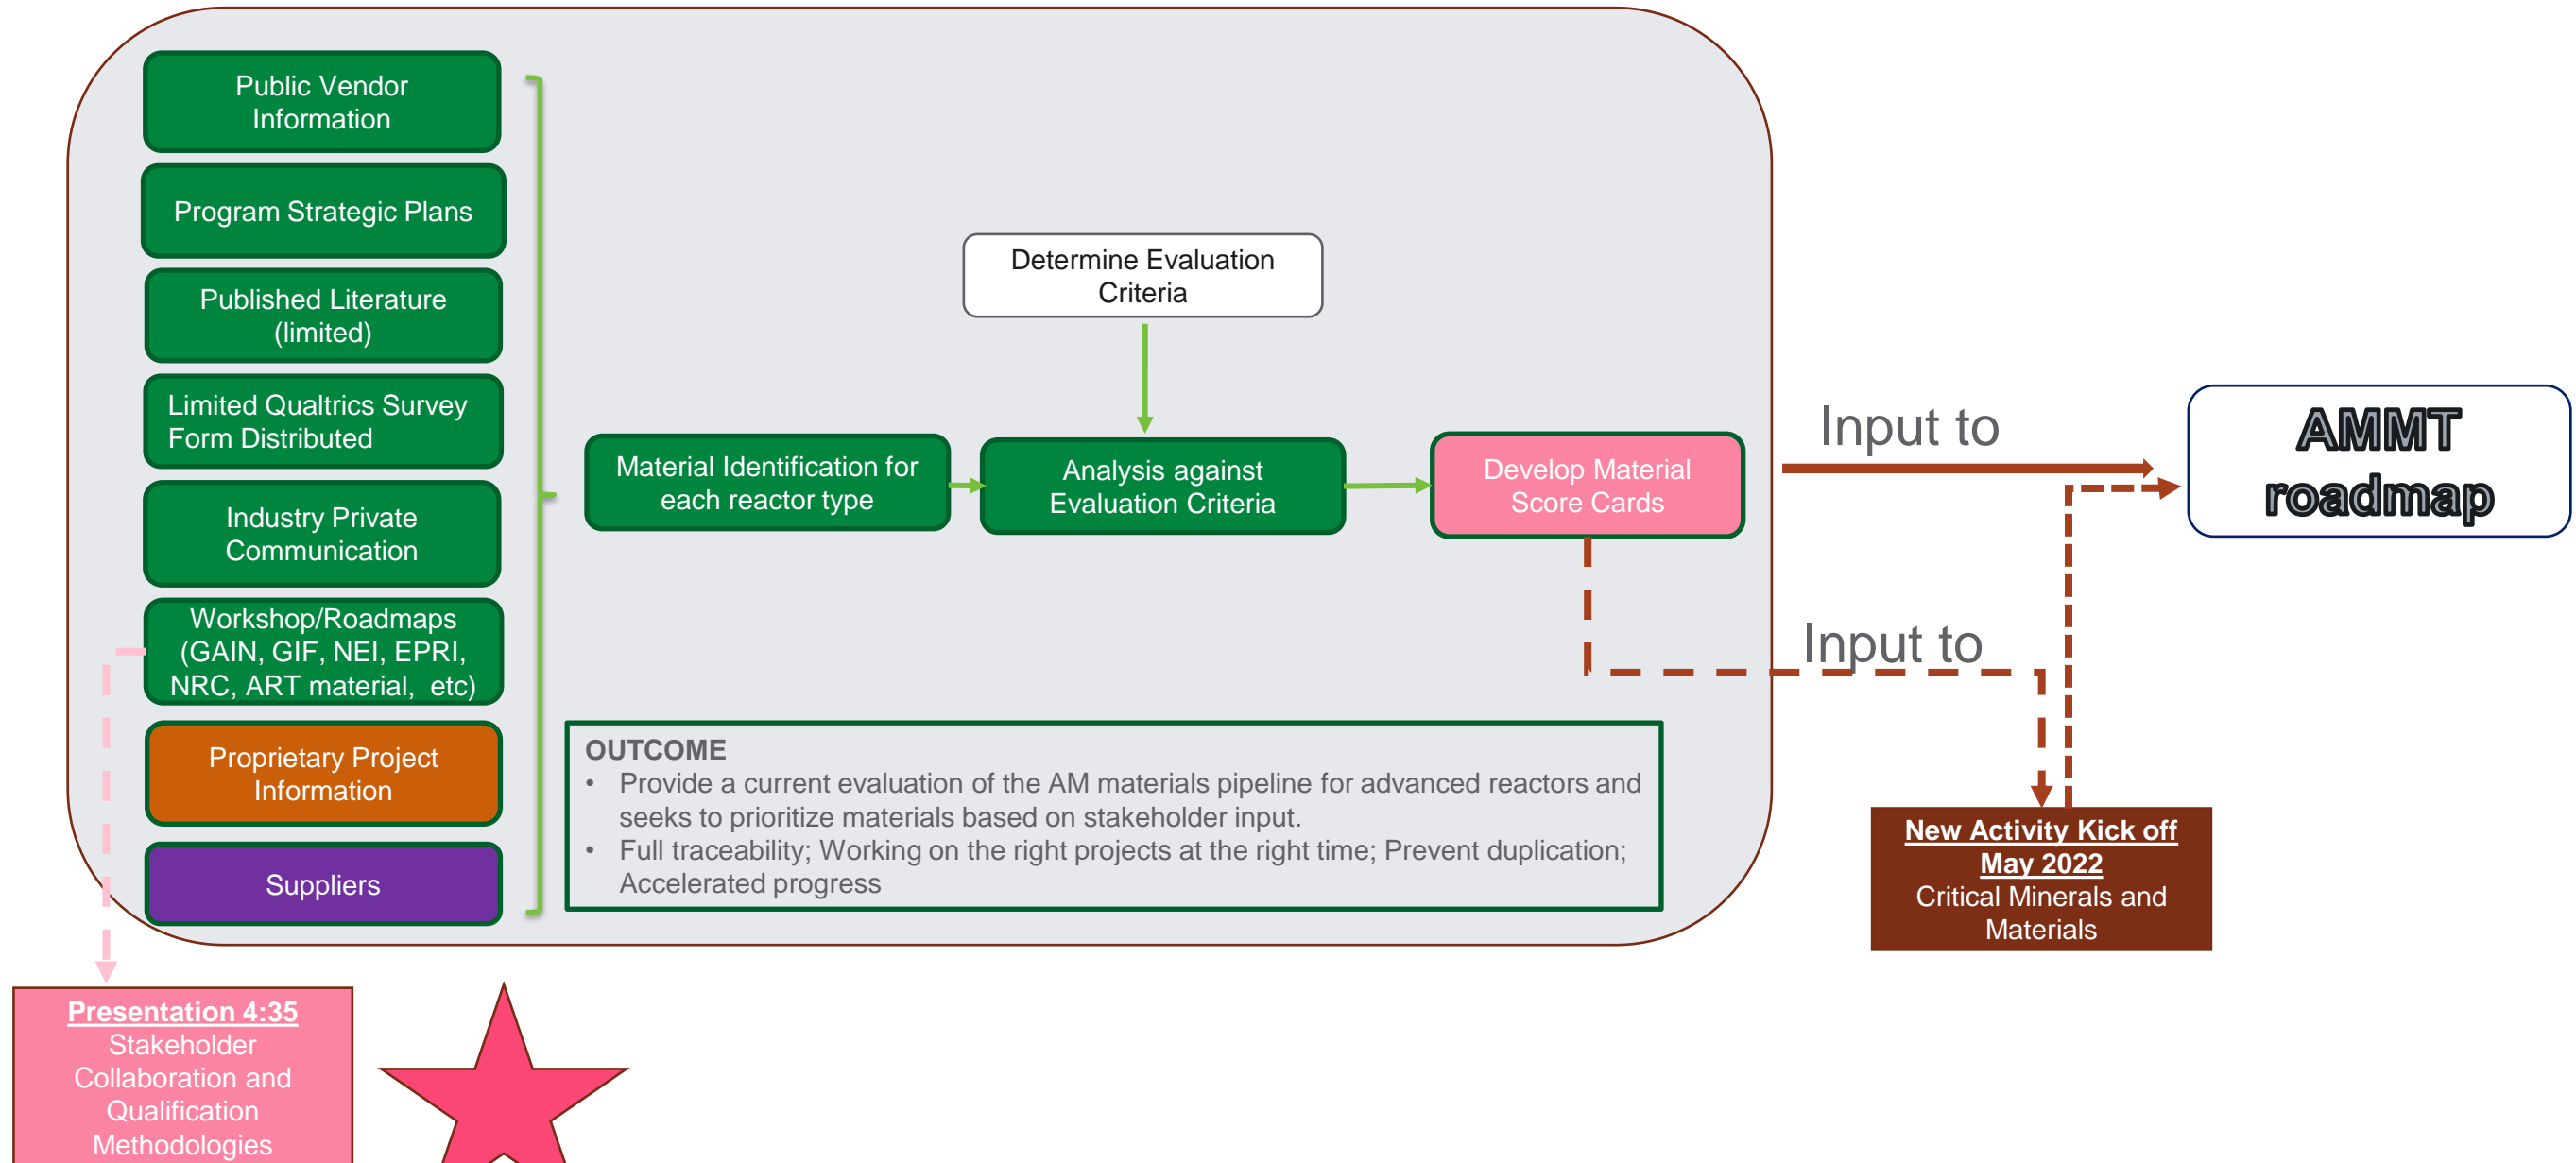 Public Vendor
Information
Program Strategic Plans
Published Literature
(limited)
Limited Qualtrics Survey
Form Distributed
Industry Private
Communication
Workshop/Roadmaps
(GAIN, GIF, NEI, EPRI,
NRC, ART material, etc)
Proprietary Project
Information
Suppliers
Material Identification for
each reactor type
Determine Evaluation
Criteria
Analysis against
Evaluation Criteria
Develop Material
Score Cards
OUTCOME
• Provide a current evaluation of the AM materials pipeline for advanced reactors and
seeks to prioritize materials based on stakeholder input.
• Full traceability; Working on the right projects at the right time; Prevent duplication;
Accelerated progress
Input to
Input to
AMMT
roadmap
New Activity Kick off
May 2022
Critical Minerals and
Materials
Presentation 4:35
Stakeholder
Collaboration and
Qualification
Methodologies